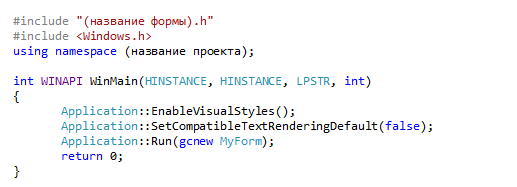 #include "(название формы).h"
#include <Windows.h>
using namespace (название проекта);

int WINAPI WinMain(HINSTANCE, HINSTANCE, LPSTR, int)
{
      Application::EnableVisualStyles();
      Application::SetCompatibleTextRenderingDefault(false);
      Application::Run(gcnew MyForm);
      return 0;
}